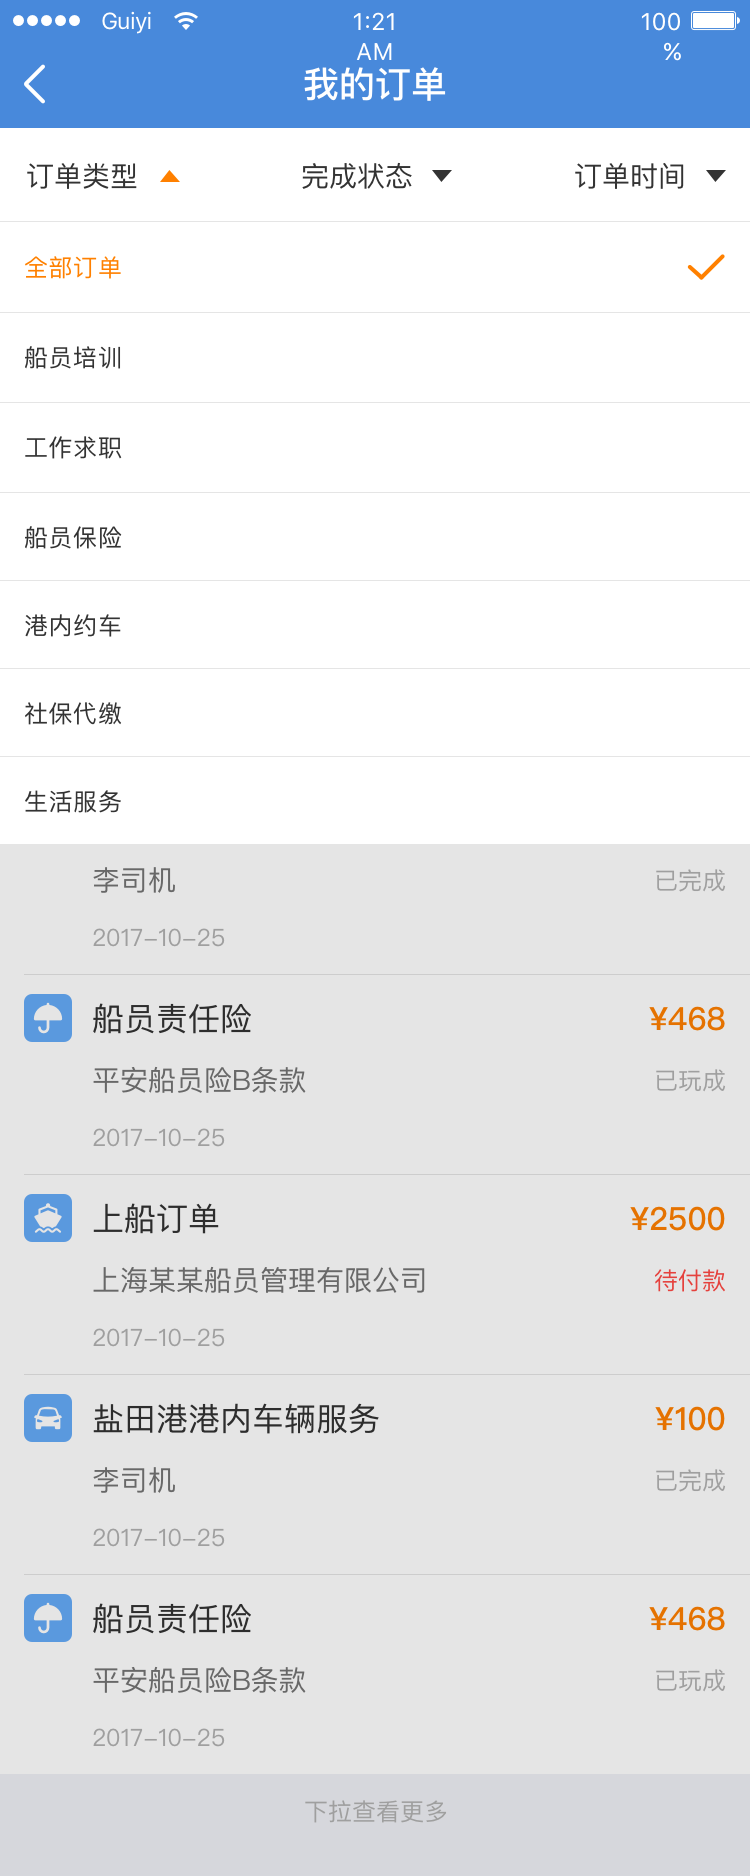 Guiyi 1:21 AM 100 %
我的订单
订单类型 完成状态 订单时间
全部订单
船员培训
工作求职
船员保险
港内约车
社保代缴
生活服务
李司机 已完成
2017-10-25
船员责任险 ¥468
平安船员险B条款 已玩成
2017-10-25
上船订单 ¥2500
上海某某船员管理有限公司 待付款
2017-10-25
盐田港港内车辆服务 ¥100
李司机 已完成
2017-10-25
船员责任险 ¥468
平安船员险B条款 已玩成
2017-10-25
下拉查看更多